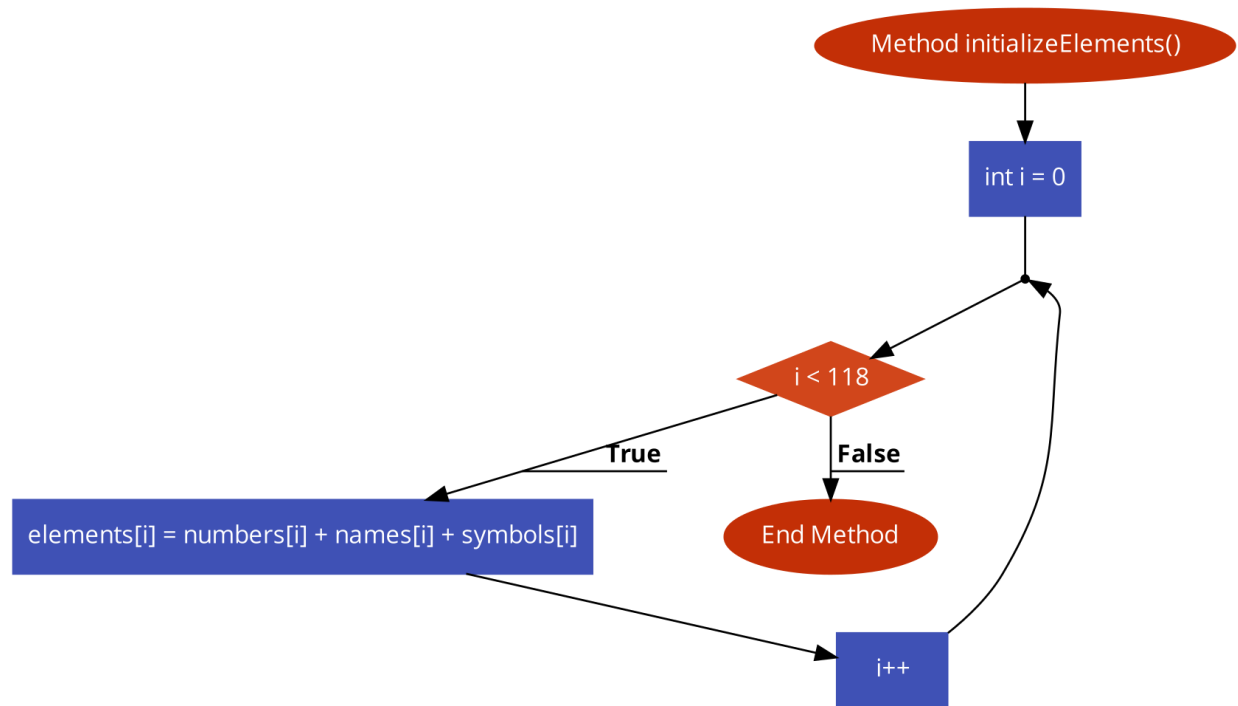 Method initializeElements()
int i = 0
i < 118
True
False
elements[i] = numbers[i] + names[i] + symbols[i]
End Method
i++